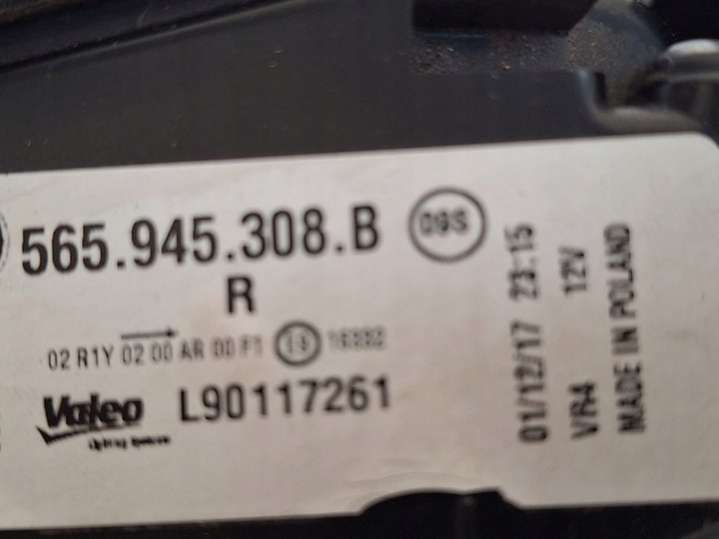 565.945.308.B
09S
R
02 R1Y 02 00 AR 00 F1
Valeo L90117261
01/12/17 23:15
VR4 12V
MADE IN POLAND